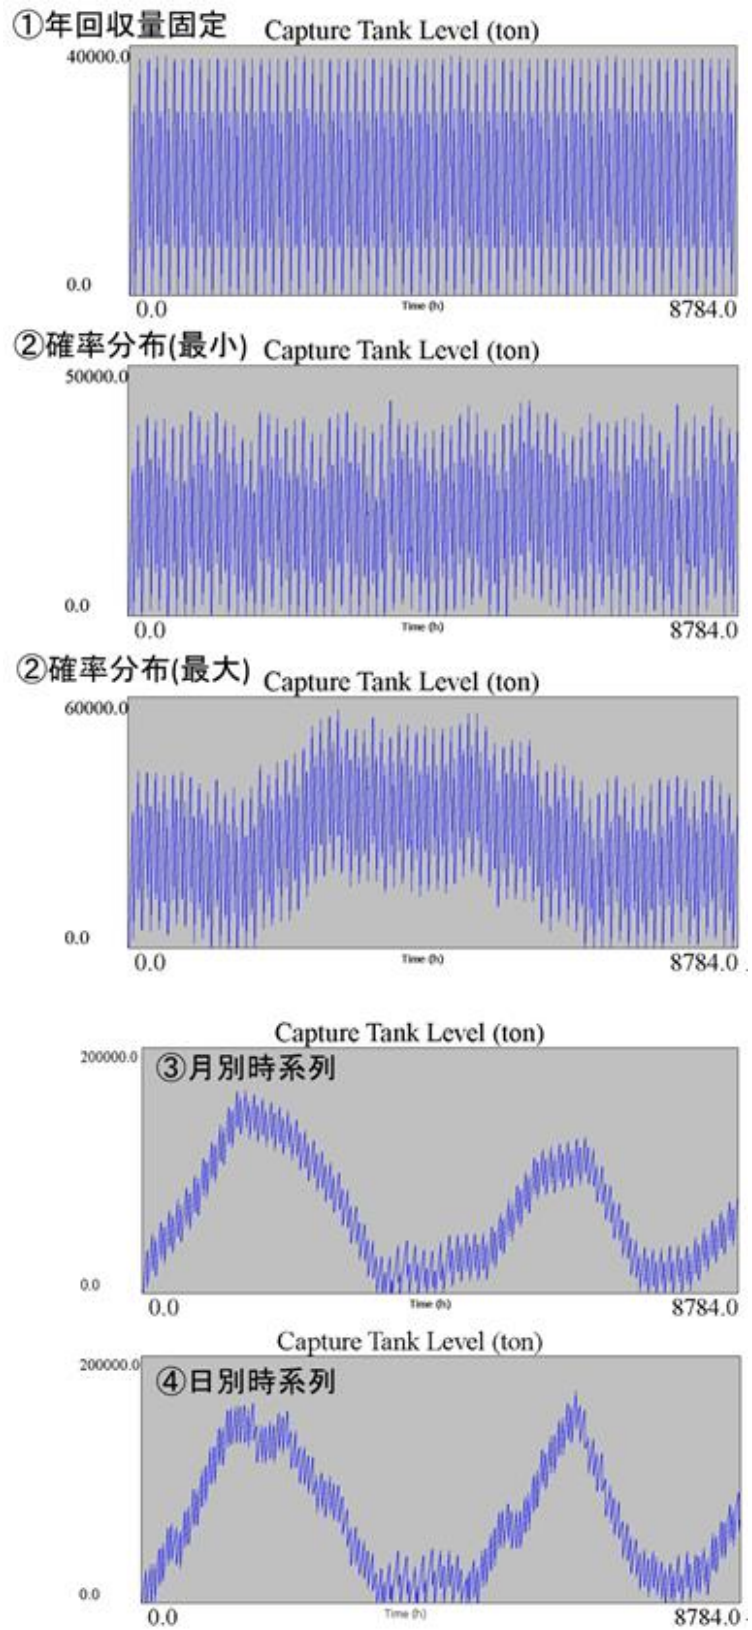 ①年回収量固定 Capture Tank Level (ton)
40000.0
0.0
0.0 Time (h) 8784.0
②確率分布(最小) Capture Tank Level (ton)
50000.0
0.0
0.0 Time (h) 8784.0
②確率分布(最大) Capture Tank Level (ton)
60000.0
0.0
0.0 Time (h) 8784.0
Capture Tank Level (ton)
200000.0
③月別時系列
0.0
0.0 Time (h) 8784.0
Capture Tank Level (ton)
200000.0
④日別時系列
0.0
0.0 Time (h) 8784.0